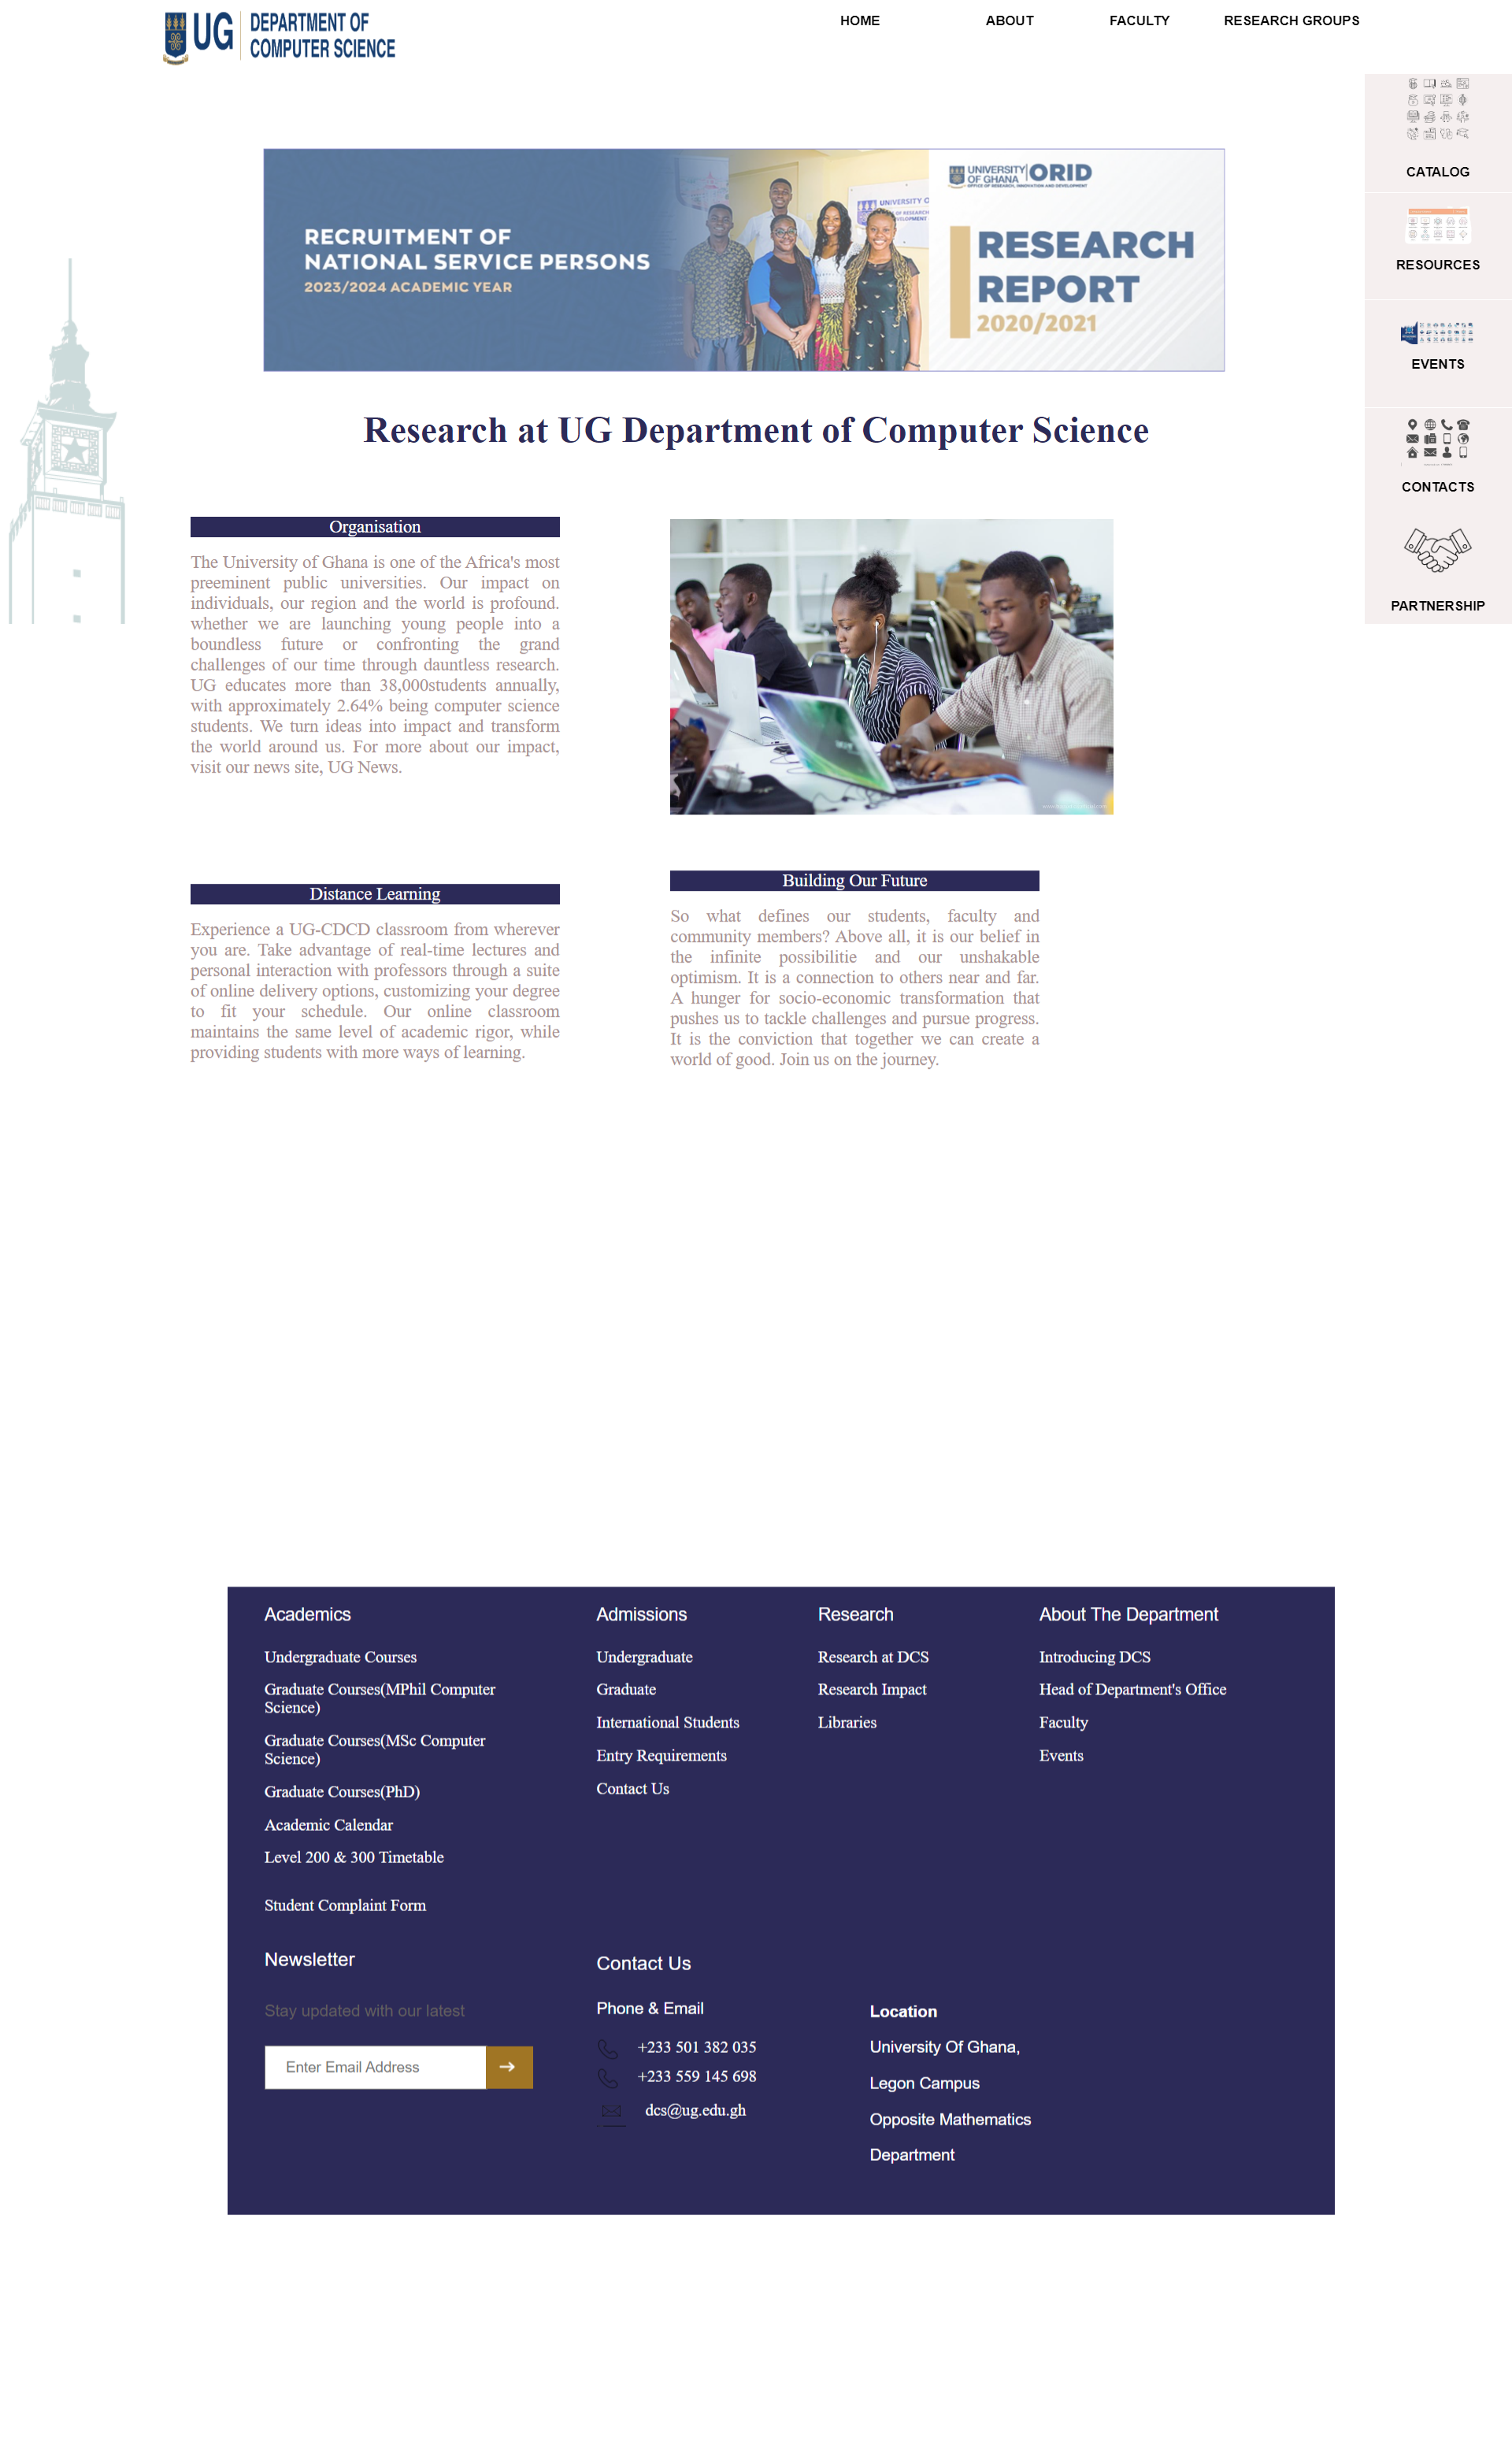 UG DEPARTMENT OF
COMPUTER SCIENCE
HOME ABOUT FACULTY RESEARCH GROUPS
CATALOG
RESOURCES
EVENTS
CONTACTS
PARTNERSHIP
RECRUITMENT OF
NATIONAL SERVICE PERSONS
2023/2024 ACADEMIC YEAR
UNIVERSITY
OF GHANA ORID
OFFICE OF RESEARCH, INNOVATION AND DEVELOPMENT
RESEARCH
REPORT
2020/2021
Research at UG Department of Computer Science
Organisation
The University of Ghana is one of the Africa's most
preeminent public universities. Our impact on
individuals, our region and the world is profound.
whether we are launching young people into a
boundless future or confronting the grand
challenges of our time through dauntless research.
UG educates more than 38,000students annually,
with approximately 2.64% being computer science
students. We turn ideas into impact and transform
the world around us. For more about our impact,
visit our news site, UG News.
Distance Learning
Experience a UG-CDCD classroom from wherever
you are. Take advantage of real-time lectures and
personal interaction with professors through a suite
of online delivery options, customizing your degree
to fit your schedule. Our online classroom
maintains the same level of academic rigor, while
providing students with more ways of learning.
Building Our Future
So what defines our students, faculty and
community members? Above all, it is our belief in
the infinite possibilitie and our unshakable
optimism. It is a connection to others near and far.
A hunger for socio-economic transformation that
pushes us to tackle challenges and pursue progress.
It is the conviction that together we can create a
world of good. Join us on the journey.
Academics
Undergraduate Courses
Graduate Courses(MPhil Computer
Science)
Graduate Courses(MSc Computer
Science)
Graduate Courses(PhD)
Academic Calendar
Level 200 & 300 Timetable
Student Complaint Form
Admissions
Undergraduate
Graduate
International Students
Entry Requirements
Contact Us
Research
Research at DCS
Research Impact
Libraries
About The Department
Introducing DCS
Head of Department's Office
Faculty
Events
Newsletter
Stay updated with our latest
Enter Email Address
Contact Us
Phone & Email
+233 501 382 035
+233 559 145 698
dcs@ug.edu.gh
Location
University Of Ghana,
Legon Campus
Opposite Mathematics
Department